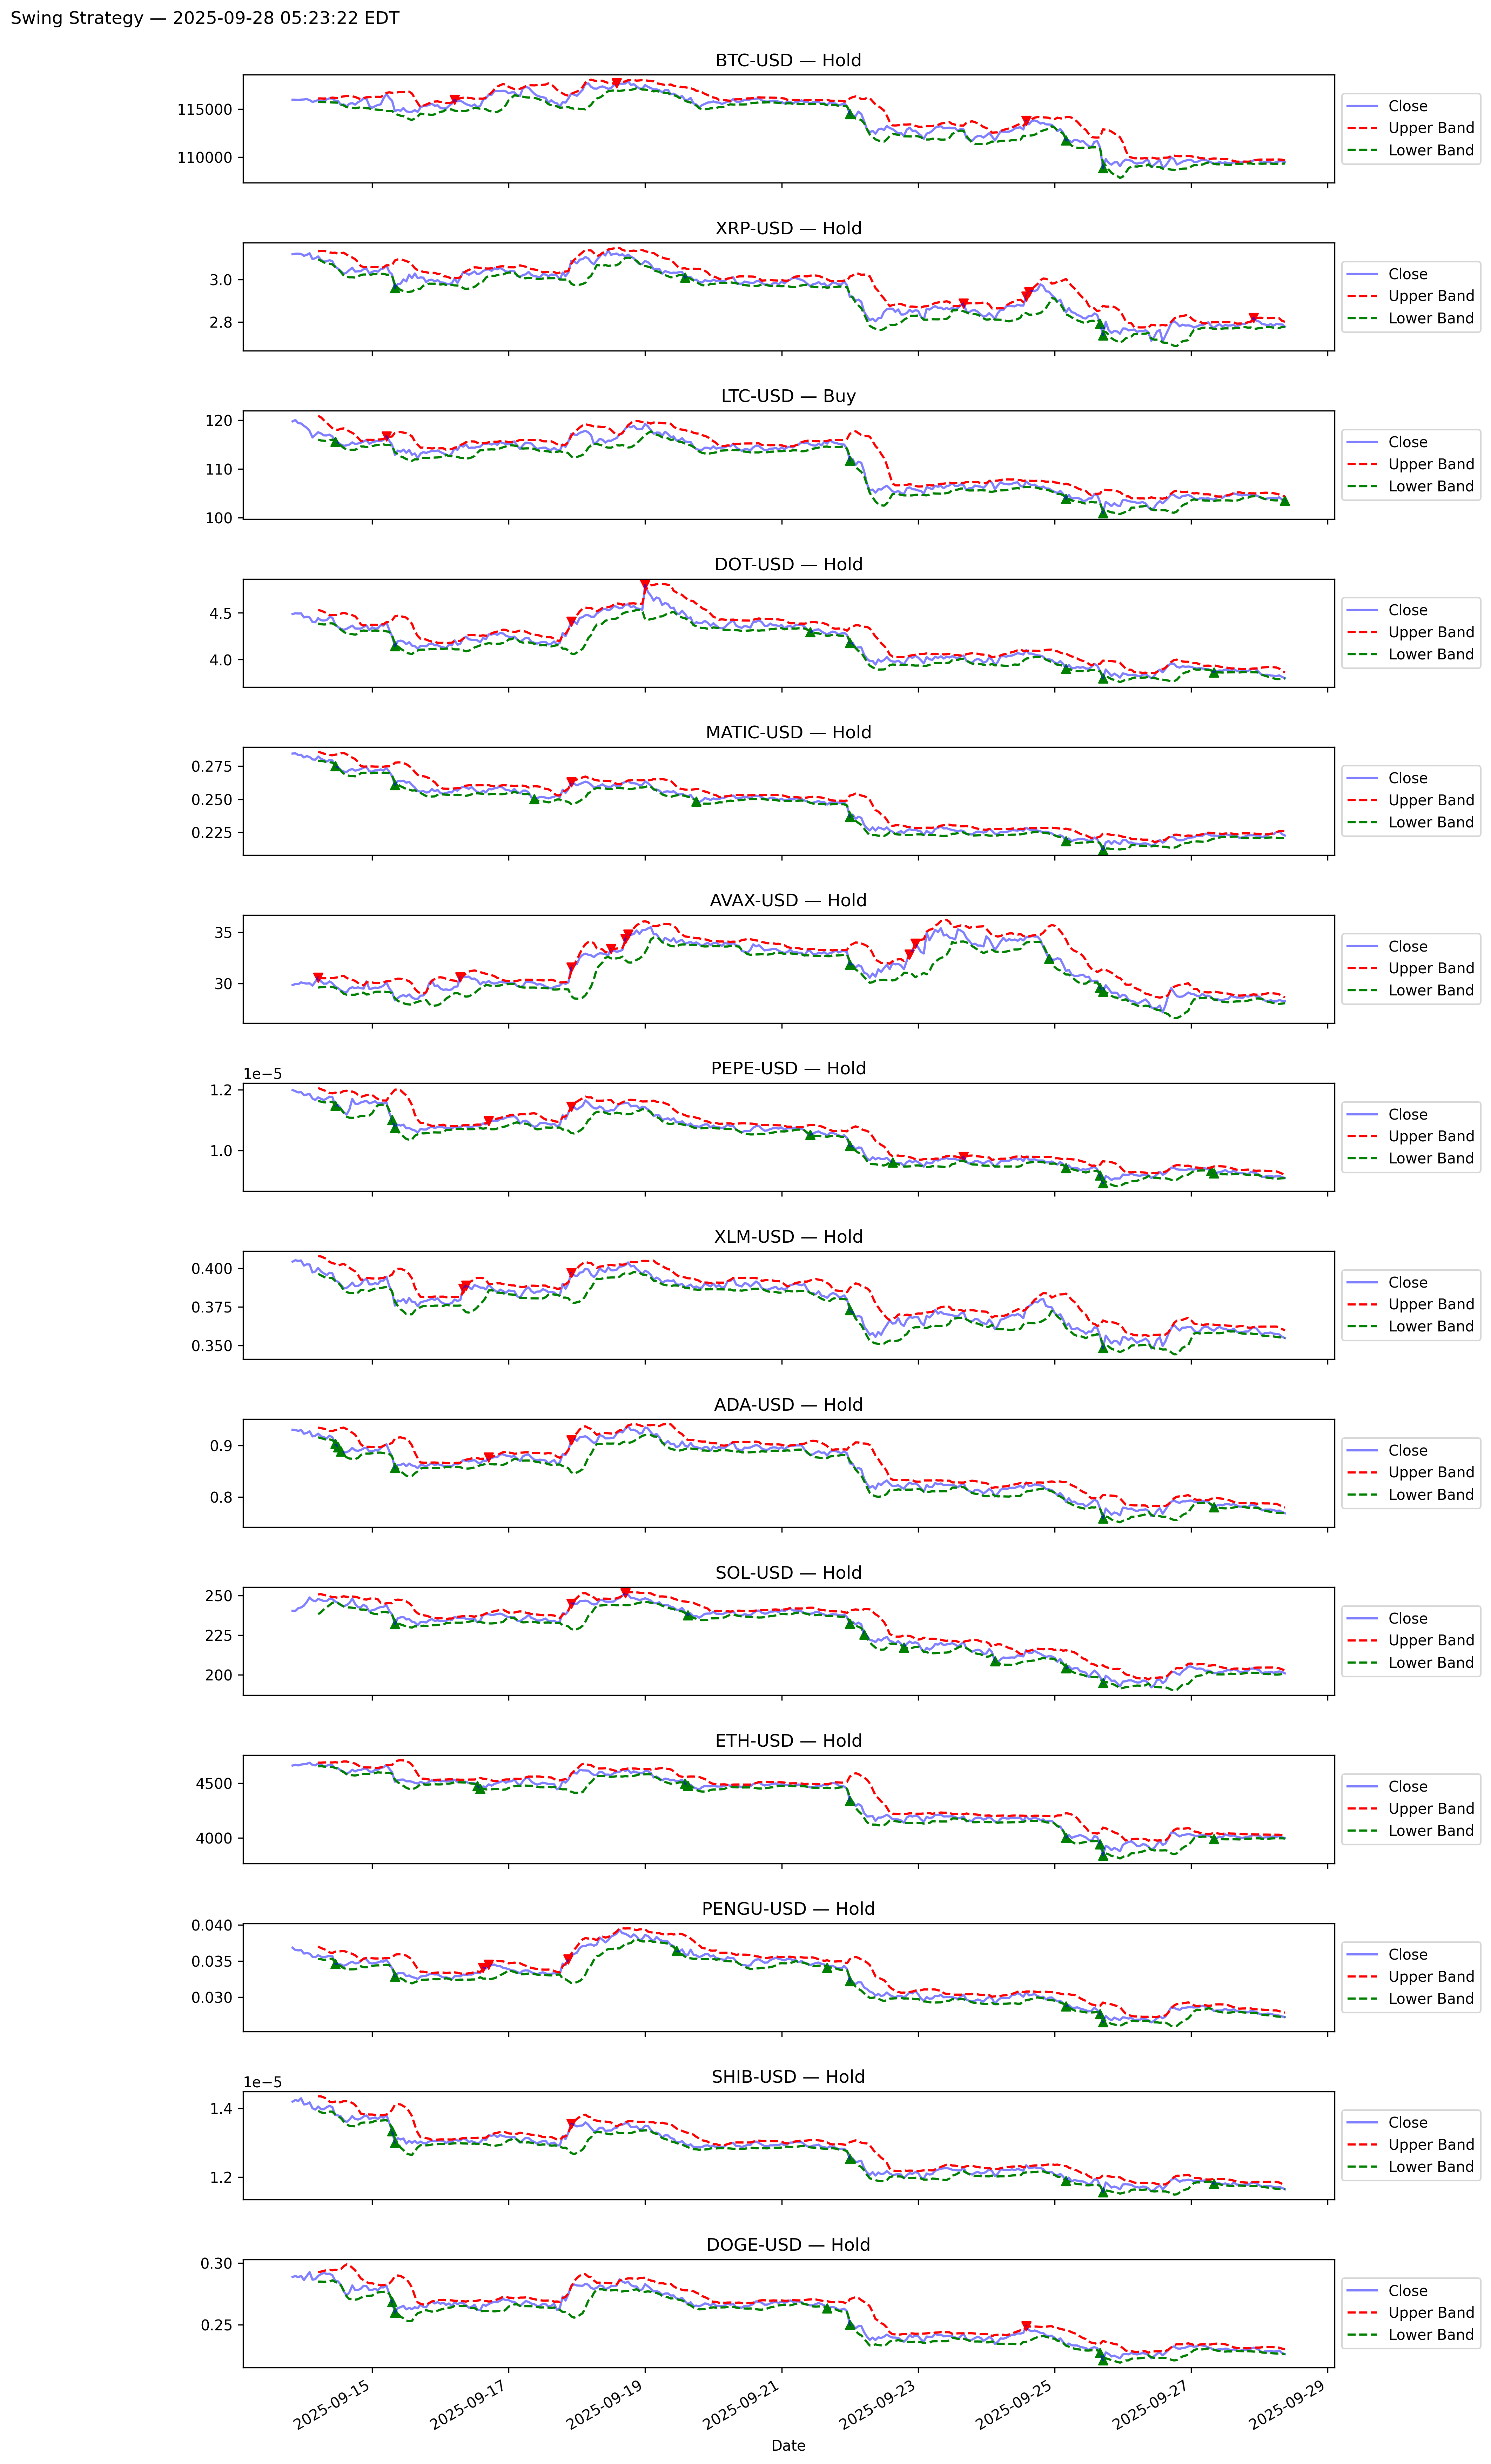 Swing Strategy — 2025-09-28 05:23:22 EDT
BTC-USD — Hold
115000
110000
Close
Upper Band
Lower Band
XRP-USD — Hold
3.0
2.8
Close
Upper Band
Lower Band
LTC-USD — Buy
120
110
100
Close
Upper Band
Lower Band
DOT-USD — Hold
4.5
4.0
Close
Upper Band
Lower Band
MATIC-USD — Hold
0.275
0.250
0.225
Close
Upper Band
Lower Band
AVAX-USD — Hold
35
30
Close
Upper Band
Lower Band
PEPE-USD — Hold
1e−5
1.2
1.0
Close
Upper Band
Lower Band
XLM-USD — Hold
0.400
0.375
0.350
Close
Upper Band
Lower Band
ADA-USD — Hold
0.9
0.8
Close
Upper Band
Lower Band
SOL-USD — Hold
250
225
200
Close
Upper Band
Lower Band
ETH-USD — Hold
4500
4000
Close
Upper Band
Lower Band
PENGU-USD — Hold
0.040
0.035
0.030
Close
Upper Band
Lower Band
SHIB-USD — Hold
1e−5
1.4
1.2
Close
Upper Band
Lower Band
DOGE-USD — Hold
0.30
0.25
Close
Upper Band
Lower Band
2025-09-15
2025-09-17
2025-09-19
2025-09-21
2025-09-23
2025-09-25
2025-09-27
2025-09-29
Date